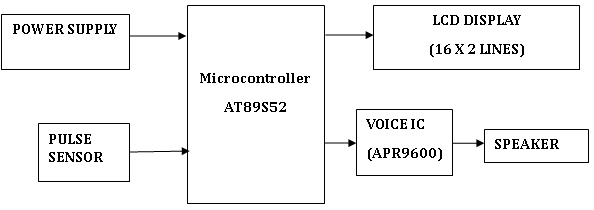 POWER SUPPLY
PULSE
SENSOR
Microcontroller
AT89S52
LCD DISPLAY
(16 X 2 LINES)
VOICE IC
(APR9600)
SPEAKER